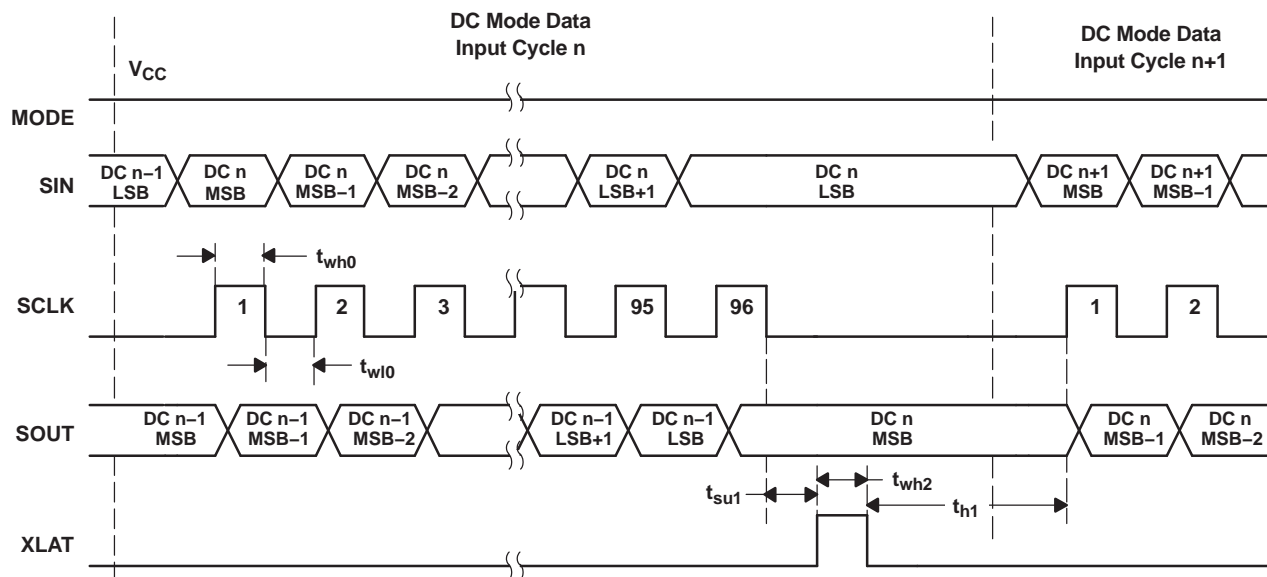 DC Mode Data
Input Cycle n
DC Mode Data
Input Cycle n+1
VCC
MODE
SIN
DC n−1
LSB
DC n
MSB
DC n
MSB−1
DC n
MSB−2
DC n
LSB+1
DC n
LSB
DC n+1
MSB
DC n+1
MSB−1
twh0
SCLK
1
2
3
95
96
1
2
twl0
SOUT
DC n−1
MSB
DC n−1
MSB−1
DC n−1
MSB−2
DC n−1
LSB+1
DC n−1
LSB
DC n
MSB
DC n
MSB−1
DC n
MSB−2
tsu1
twh2
th1
XLAT